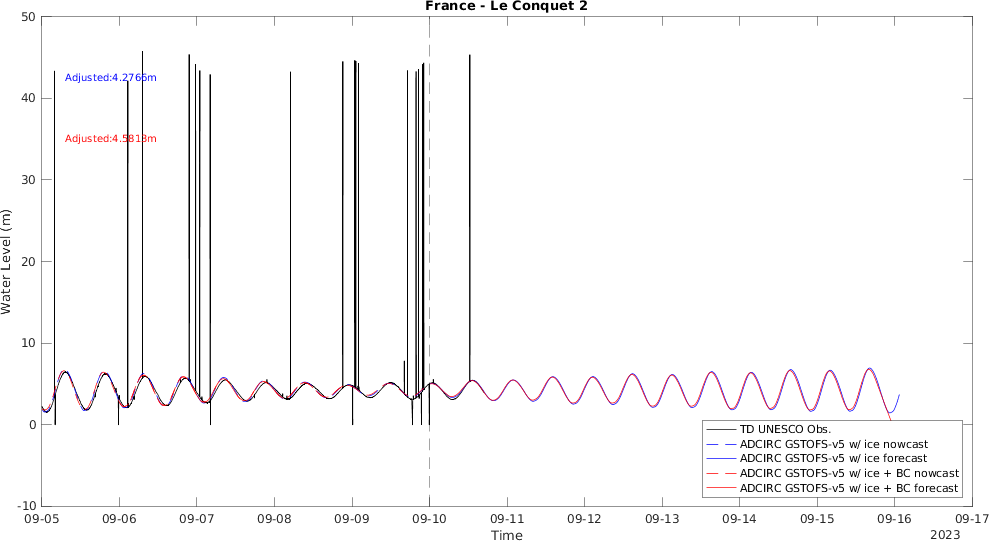 France - Le Conquet 2
50
40
30
20
10
0
-10
Water Level (m)
Adjusted:4.2766m
Adjusted:4.5813m
09-05 09-06 09-07 09-08 09-09 09-10 09-11 09-12 09-13 09-14 09-15 09-16 09-17
Time
2023
TD UNESCO Obs.
ADCIRC GSTOFS-v5 w/ ice nowcast
ADCIRC GSTOFS-v5 w/ ice forecast
ADCIRC GSTOFS-v5 w/ ice + BC nowcast
ADCIRC GSTOFS-v5 w/ ice + BC forecast